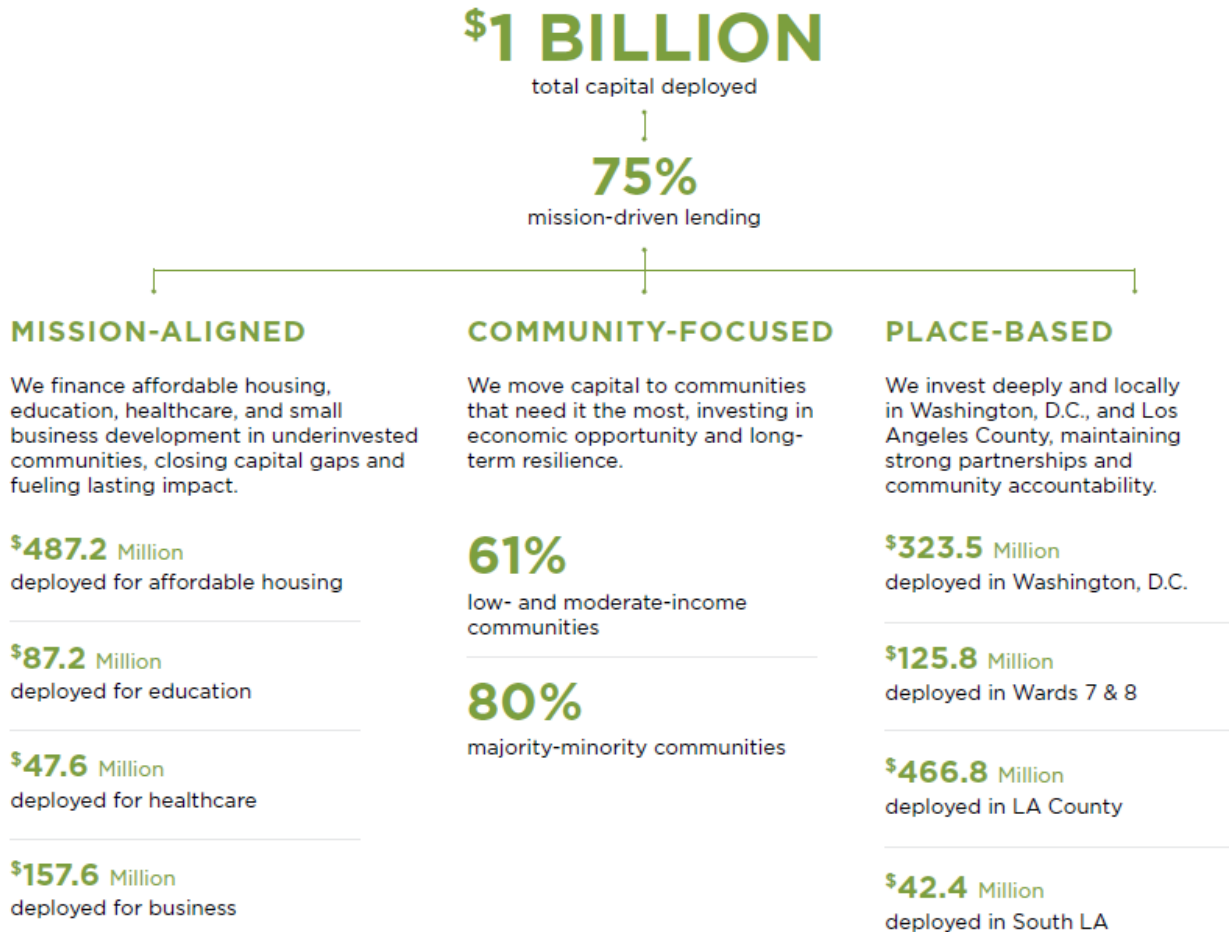 $1 BILLION
total capital deployed
75%
mission-driven lending
MISSION-ALIGNED
We finance affordable housing,
education, healthcare, and small
business development in underinvested
communities, closing capital gaps and
fueling lasting impact.
$487.2 Million
deployed for affordable housing
$87.2 Million
deployed for education
$47.6 Million
deployed for healthcare
$157.6 Million
deployed for business
COMMUNITY-FOCUSED
We move capital to communities
that need it the most, investing in
economic opportunity and long-
term resilience.
61%
low- and moderate-income
communities
80%
majority-minority communities
PLACE-BASED
We invest deeply and locally
in Washington, D.C., and Los
Angeles County, maintaining
strong partnerships and
community accountability.
$323.5 Million
deployed in Washington, D.C.
$125.8 Million
deployed in Wards 7 & 8
$466.8 Million
deployed in LA County
$42.4 Million
deployed in South LA